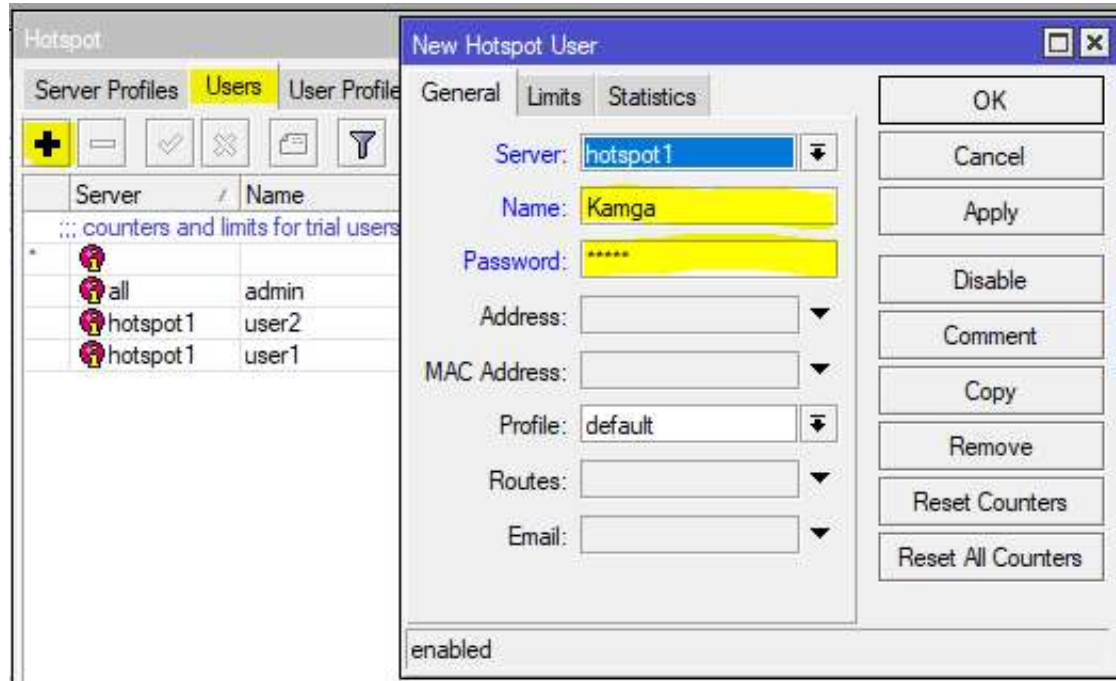 Hotspot
Server Profiles Users User Profile
Server Name
;;; counters and limits for trial users
*
all admin
hotspot1 user2
hotspot1 user1
New Hotspot User
General Limits Statistics
Server: hotspot1
Name: Kamga
Password: *****
Address:
MAC Address:
Profile: default
Routes:
Email:
enabled
OK
Cancel
Apply
Disable
Comment
Copy
Remove
Reset Counters
Reset All Counters